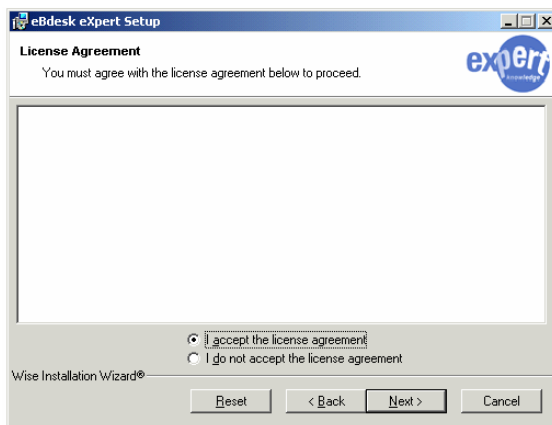 eBdesk eXpert Setup
License Agreement
You must agree with the license agreement below to proceed.
expert
knowledge
I accept the license agreement
I do not accept the license agreement
Wise Installation Wizard®
Reset < Back Next > Cancel